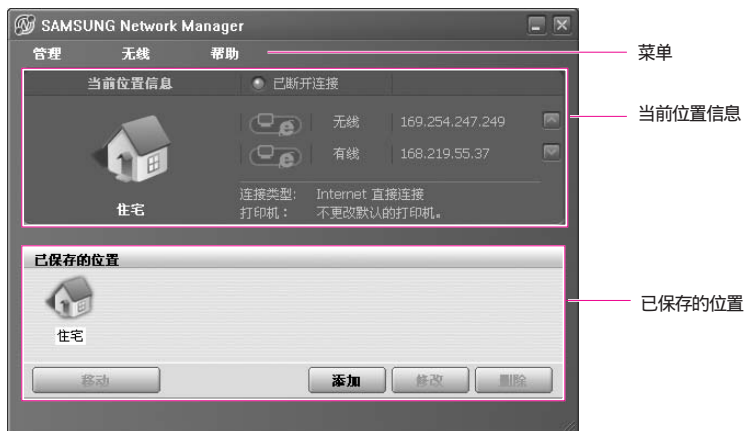 SAMSUNG Network Manager
管理 无线 帮助
菜单
当前位置信息 已断开连接
当前位置信息
无线 169.254.247.249
有线 168.219.55.37
连接类型: Internet 直接连接
住宅
打印机： 不更改默认的打印机。
已保存的位置
已保存的位置
住宅
移动 添加 修改 删除